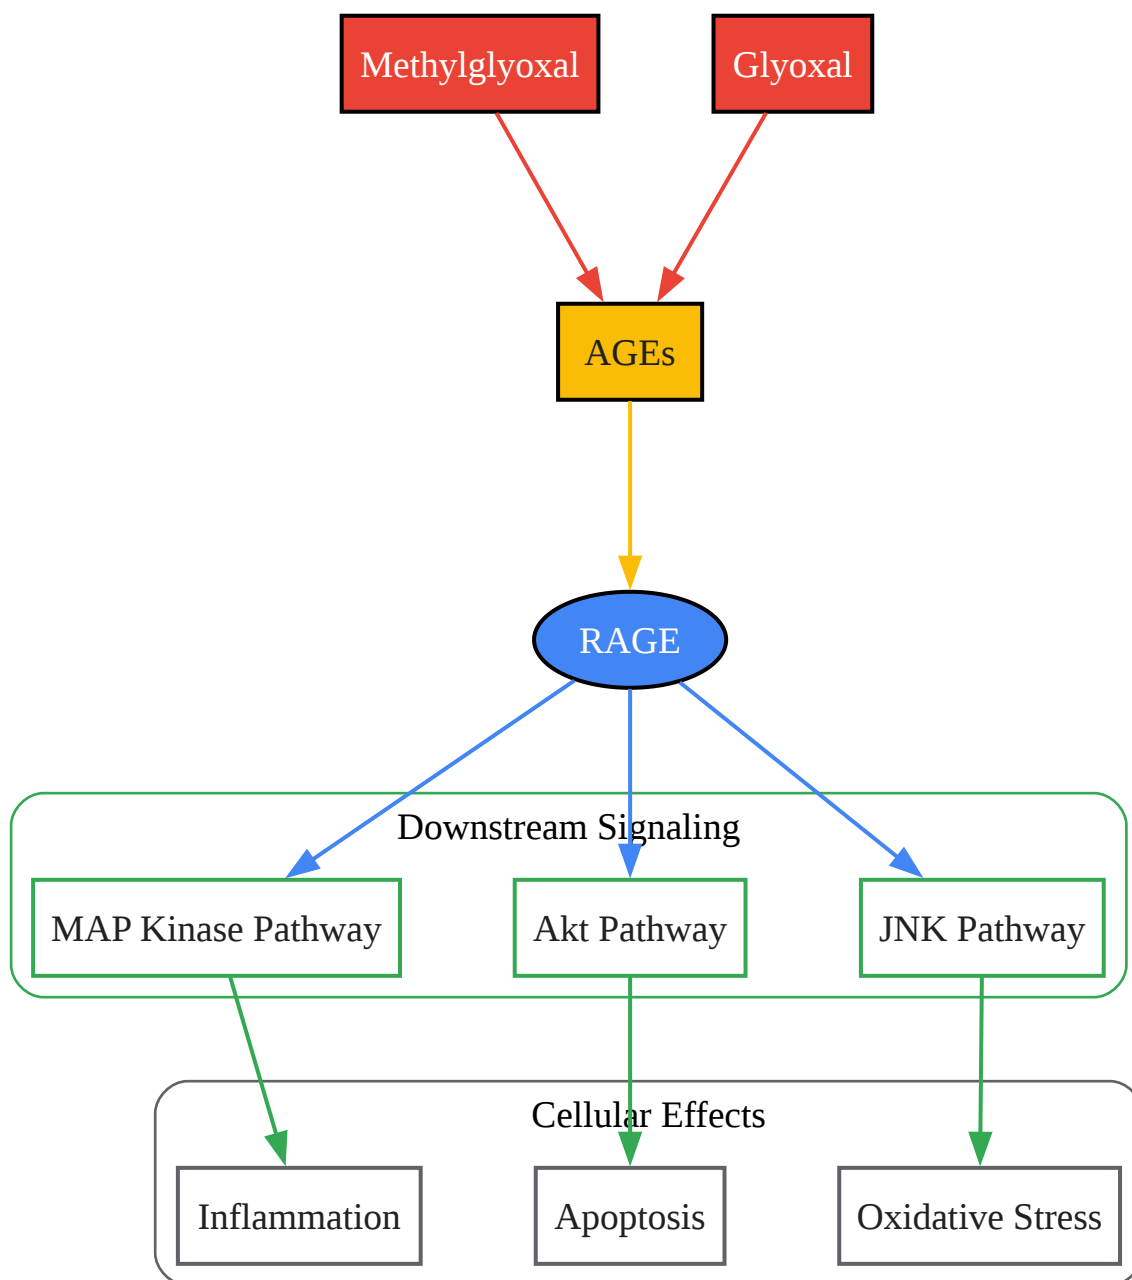 Methylglyoxal
Glyoxal
AGEs
RAGE
Downstream Signaling
MAP Kinase Pathway
Akt Pathway
JNK Pathway
Cellular Effects
Inflammation
Apoptosis
Oxidative Stress